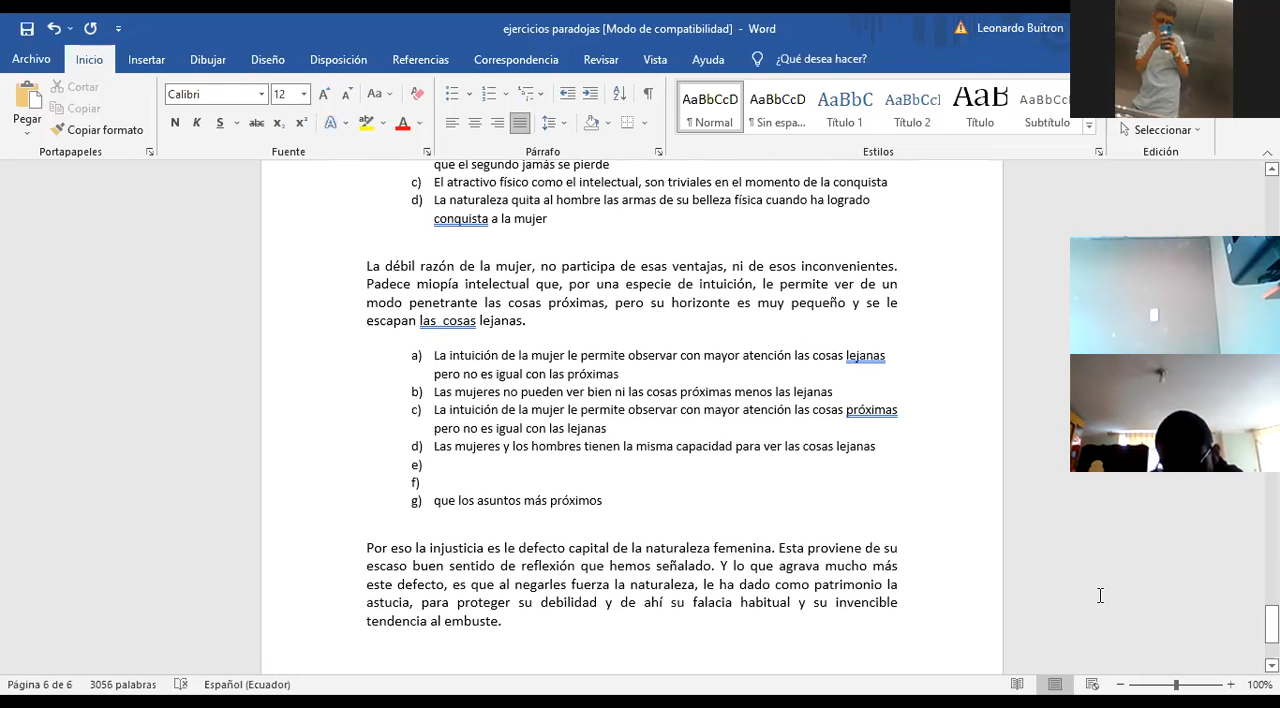 ejercicios paradojas [Modo de compatibilidad] - Word
Leonardo Buitron
Archivo Inicio Insertar Dibujar Diseño Disposición Referencias Correspondencia Revisar Vista Ayuda ¿Qué desea hacer?
Pegar
Cortar
Copiar
Copiar formato
Portapapeles
Calibri 12
N K S abc x₂ x²
Fuente
Párrafo
AaBbCcD ¶ Normal
AaBbCcD ¶ Sin espa...
AaBbC Título 1
AaBbCcl Título 2
AaB Título
AaBbCcD Subtítulo
Estilos
Seleccionar
Edición
que el segundo jamás se pierde
c) El atractivo físico como el intelectual, son triviales en el momento de la conquista
d) La naturaleza quita al hombre las armas de su belleza física cuando ha logrado
conquista a la mujer
La débil razón de la mujer, no participa de esas ventajas, ni de esos inconvenientes.
Padece miopía intelectual que, por una especie de intuición, le permite ver de un
modo penetrante las cosas próximas, pero su horizonte es muy pequeño y se le
escapan las cosas lejanas.
a) La intuición de la mujer le permite observar con mayor atención las cosas lejanas
pero no es igual con las próximas
b) Las mujeres no pueden ver bien ni las cosas próximas menos las lejanas
c) La intuición de la mujer le permite observar con mayor atención las cosas próximas
pero no es igual con las lejanas
d) Las mujeres y los hombres tienen la misma capacidad para ver las cosas lejanas
e)
f)
g) que los asuntos más próximos
Por eso la injusticia es le defecto capital de la naturaleza femenina. Esta proviene de su
escaso buen sentido de reflexión que hemos señalado. Y lo que agrava mucho más
este defecto, es que al negarles fuerza la naturaleza, le ha dado como patrimonio la
astucia, para proteger su debilidad y de ahí su falacia habitual y su invencible
tendencia al embuste.
Página 6 de 6 3056 palabras Español (Ecuador) 100%